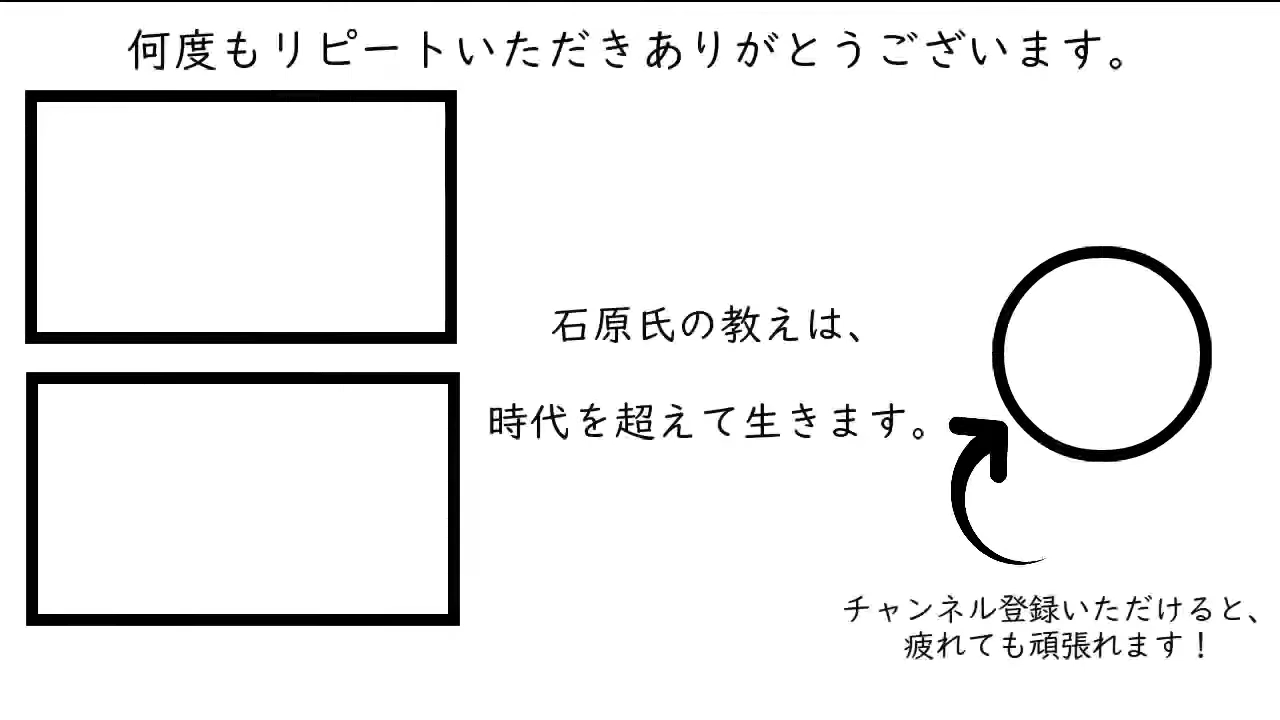 何度もリピートいただきありがとうございます。
石原氏の教えは、
時代を超えて生きます。
チャンネル登録いただけると、
疲れても頑張れます！